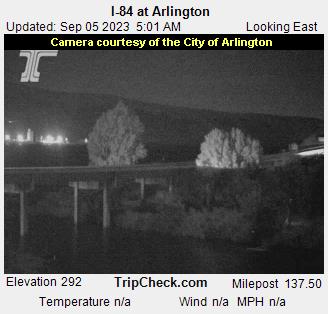 I-84 at Arlington
Updated: Sep 05 2023 5:01 AM Looking East
Camera courtesy of the City of Arlington
Elevation 292 TripCheck.com Milepost 137.50
Temperature n/a Wind n/a MPH n/a